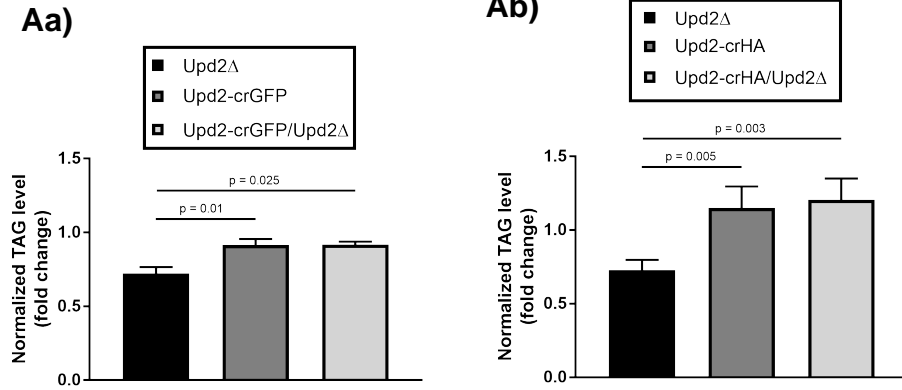 Aa)
Upd2Δ
Upd2-crGFP
Upd2-crGFP/Upd2Δ
Normalized TAG level
(fold change)
1.5
1.0
0.5
0.0
p = 0.025
p = 0.01
Ab)
Upd2Δ
Upd2-crHA
Upd2-crHA/Upd2Δ
Normalized TAG level
(fold change)
1.5
1.0
0.5
0.0
p = 0.003
p = 0.005